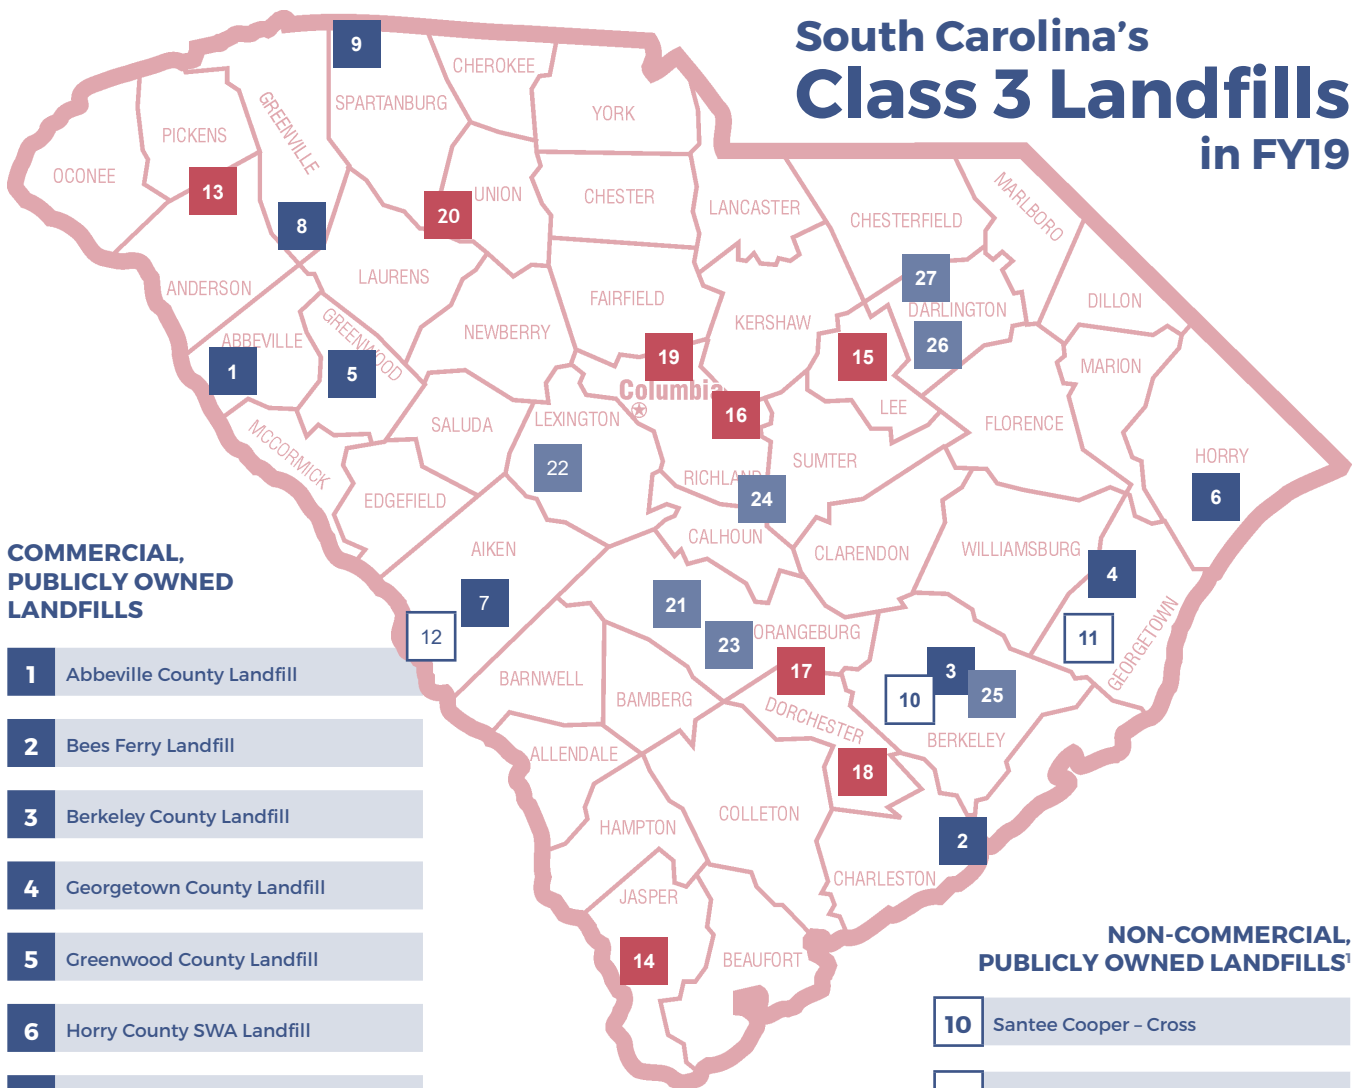 South Carolina's
Class 3 Landfills
in FY19
9
CHEROKEE
SPARTANBURG
GREENVILLE
YORK
PICKENS
OCONEE
13
UNION
CHESTER
LANCASTER
MARLBORO
CHESTERFIELD
20
8
LAURENS
27
ANDERSON
FAIRFIELD
DARLINGTON
DILLON
KERSHAW
NEWBERRY
GREENWOOD
ABBEVILLE
26
19
15
MARION
1
5
Columbia
16
LEE
LEXINGTON
SALUDA
FLORENCE
MCCORMICK
HORRY
SUMTER
22
RICHLAND
24
6
EDGEFIELD
CALHOUN
AIKEN
CLARENDON
WILLIAMSBURG
4
7
21
12
ORANGEBURG
23
11
GEORGETOWN
17
3
BARNWELL
25
10
BAMBERG
DORCHESTER
BERKELEY
ALLENDALE
18
COLLETON
HAMPTON
2
CHARLESTON
JASPER
14
BEAUFORT
COMMERCIAL,
PUBLICLY OWNED
LANDFILLS
1 Abbeville County Landfill
2 Bees Ferry Landfill
3 Berkeley County Landfill
4 Georgetown County Landfill
5 Greenwood County Landfill
6 Horry County SWA Landfill
NON-COMMERCIAL,
PUBLICLY OWNED LANDFILLS¹
10 Santee Cooper – Cross